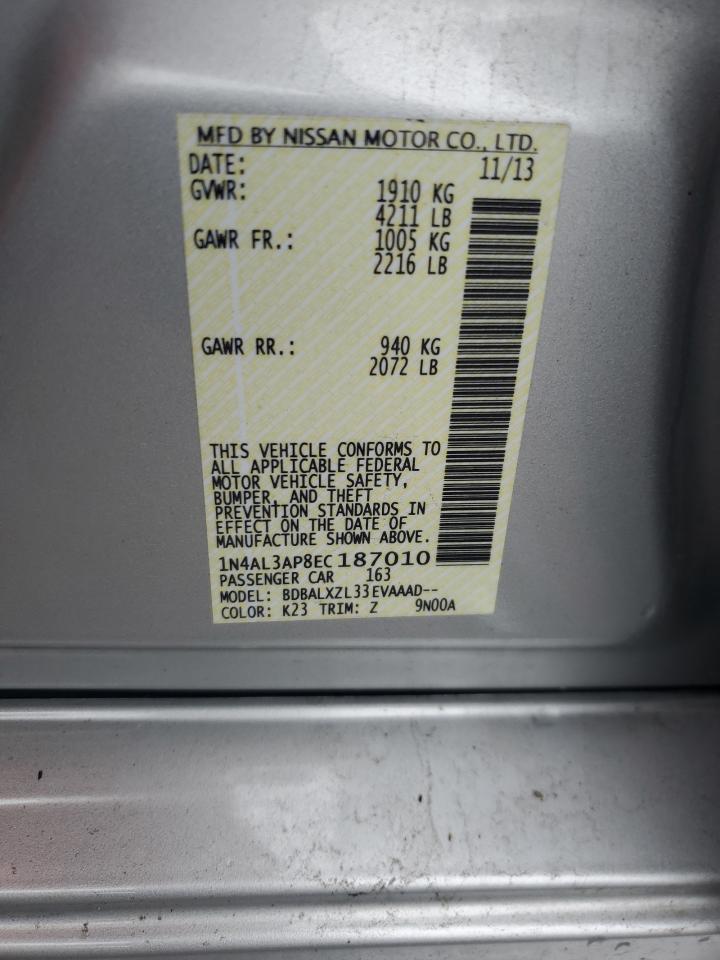 MFD BY NISSAN MOTOR CO., LTD.
DATE: 11/13
GVWR: 1910 KG
4211 LB
GAWR FR.: 1005 KG
2216 LB
GAWR RR.: 940 KG
2072 LB
THIS VEHICLE CONFORMS TO
ALL APPLICABLE FEDERAL
MOTOR VEHICLE SAFETY,
BUMPER, AND THEFT
PREVENTION STANDARDS IN
EFFECT ON THE DATE OF
MANUFACTURE SHOWN ABOVE.
1N4AL3AP8EC187010
PASSENGER CAR 163
MODEL: BDBALXZL33EVAAAD--
COLOR: K23 TRIM: Z 9N00A